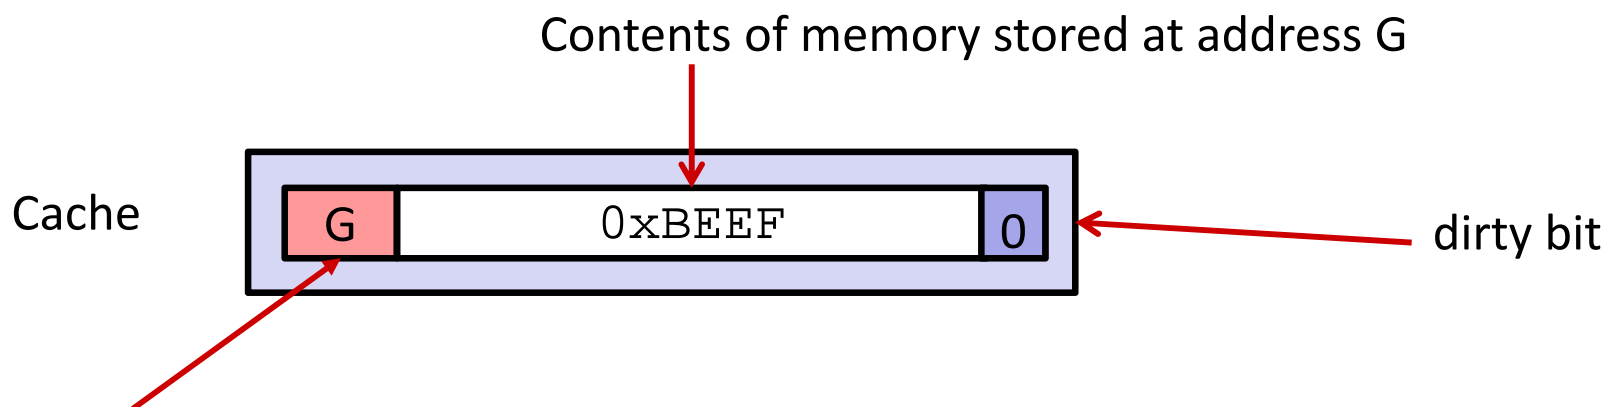 Contents of memory stored at address G
Cache
G
0xBEEF
0
dirty bit